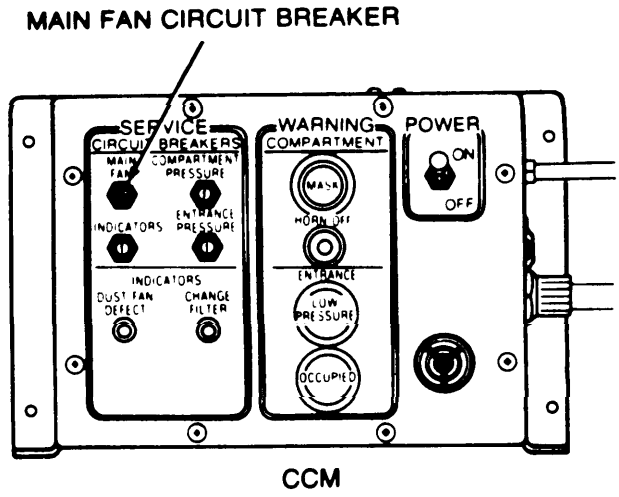 MAIN FAN CIRCUIT BREAKER
SERVICE
CIRCUIT BREAKERS
MAIN FAN
COMPARTMENT PRESSURE
INDICATORS
ENTRANCE PRESSURE
INDICATORS
DUST FAN DEFECT
CHANGE FILTER
WARNING
COMPARTMENT
MASK
HORN OFF
ENTRANCE
LOW PRESSURE
OCCUPIED
POWER
ON
OFF
CCM